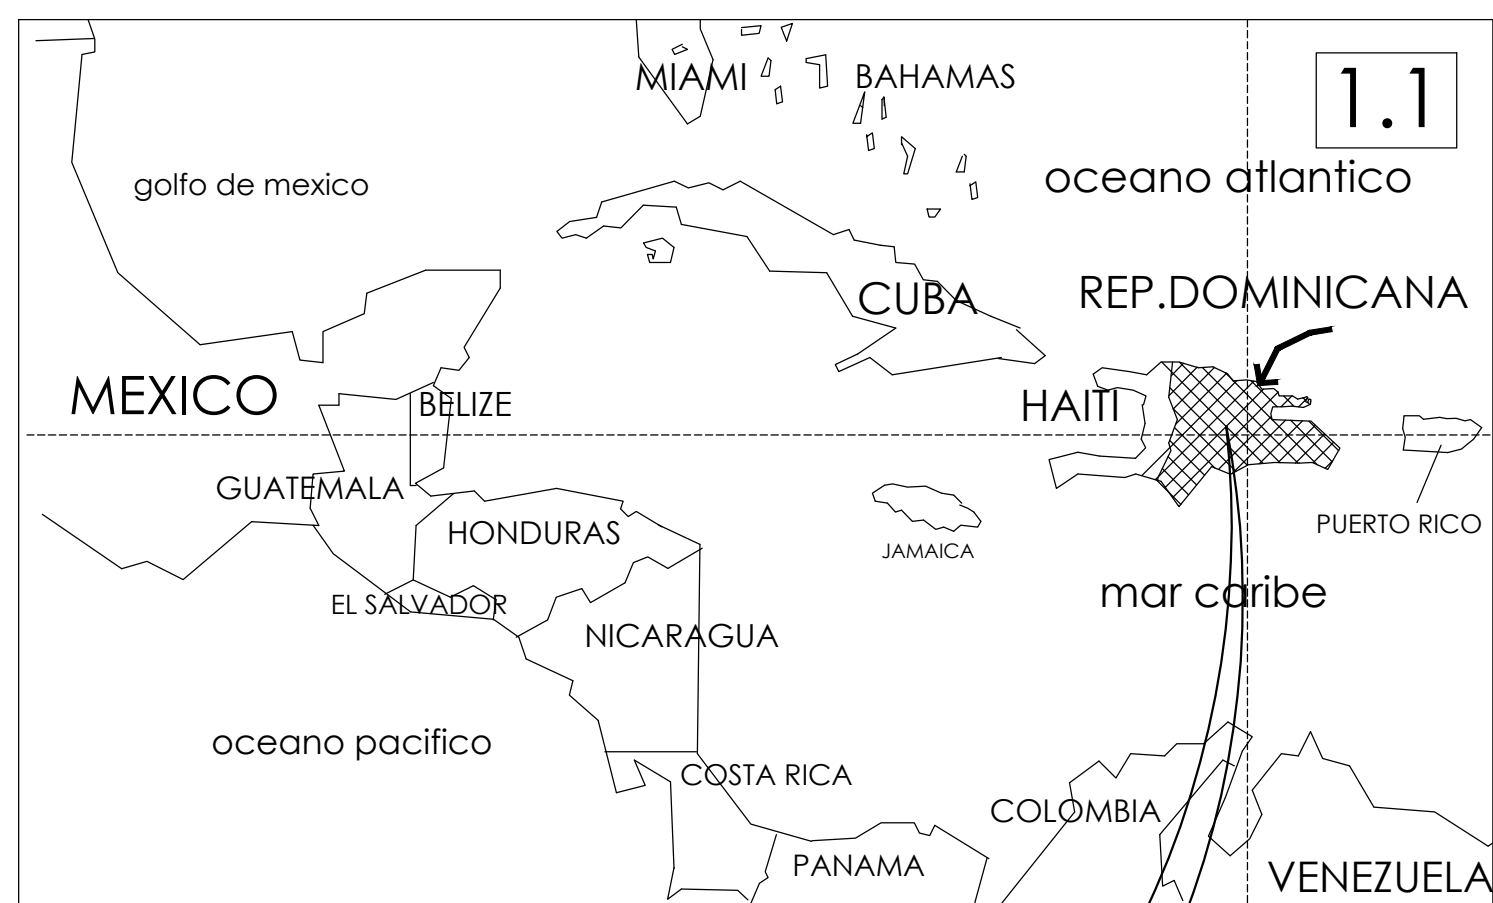 MIAMI
BAHAMAS
1.1
golfo de mexico
oceano atlantico
CUBA
REP.DOMINICANA
MEXICO
BELIZE
HAITI
GUATEMALA
HONDURAS
JAMAICA
PUERTO RICO
EL SALVADOR
mar caribe
NICARAGUA
oceano pacifico
COSTA RICA
COLOMBIA
PANAMA
VENEZUELA